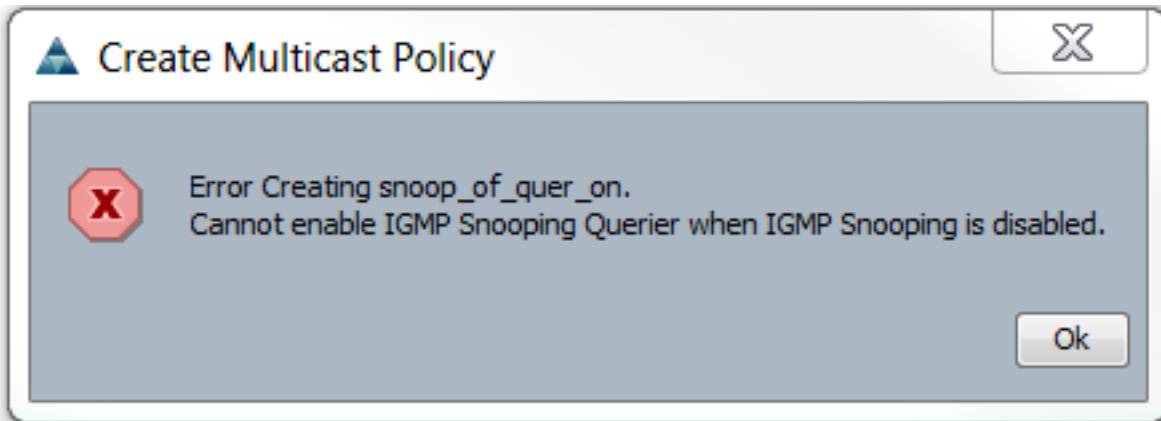 Create Multicast Policy
X
X
Error Creating snoop_of_quer_on.
Cannot enable IGMP Snooping Querier when IGMP Snooping is disabled.
Ok